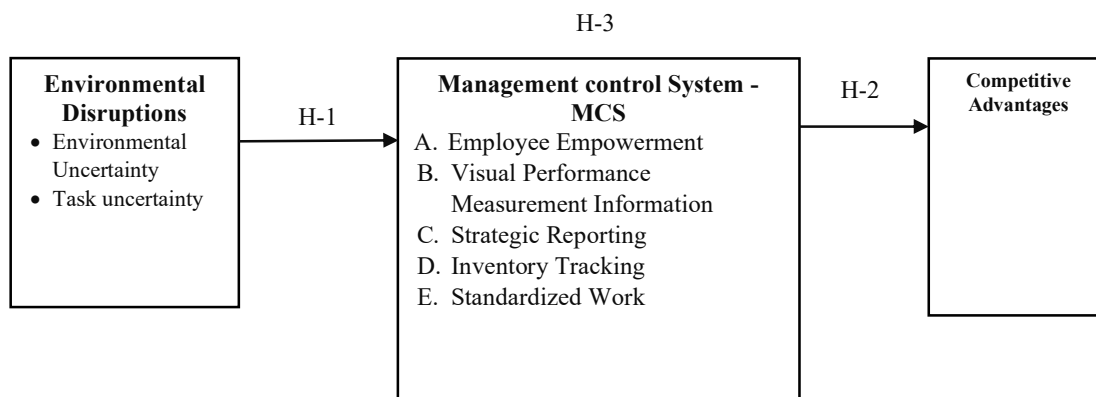 H-3
Environmental
Disruptions
• Environmental
Uncertainty
• Task uncertainty
H-1
Management control System -
MCS
A. Employee Empowerment
B. Visual Performance
Measurement Information
C. Strategic Reporting
D. Inventory Tracking
E. Standardized Work
H-2
Competitive
Advantages